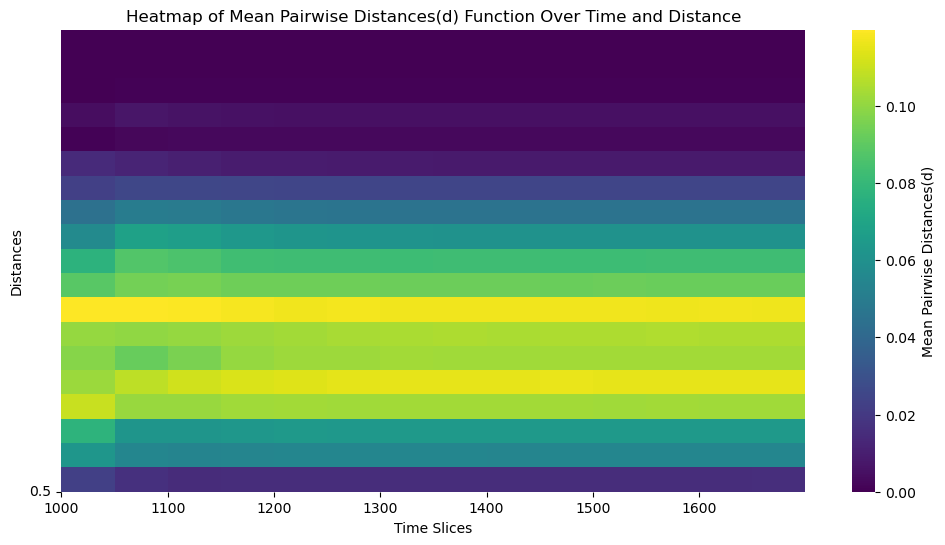 Heatmap of Mean Pairwise Distances(d) Function Over Time and Distance
Distances
0.5
1000 1100 1200 1300 1400 1500 1600
Time Slices
0.10
0.08
0.06
0.04
0.02
0.00
Mean Pairwise Distances(d)